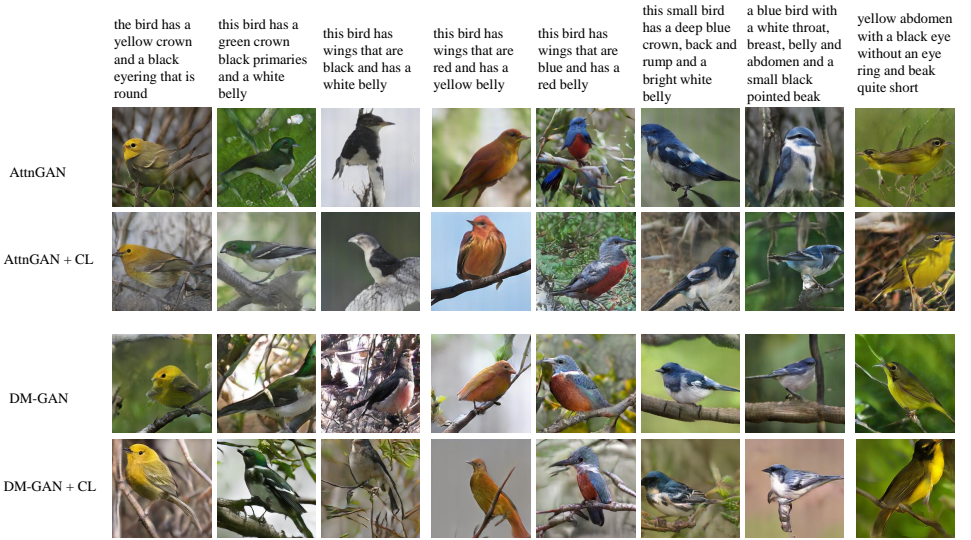 the bird has a
yellow crown
and a black
eyering that is
round
this bird has a
green crown
black primaries
and a white
belly
this bird has
wings that are
black and has a
white belly
this bird has
wings that are
red and has a
yellow belly
this bird has
wings that are
blue and has a
red belly
this small bird
has a deep blue
crown, back and
rump and a
bright white
belly
a blue bird with
a white throat,
breast, belly and
abdomen and a
small black
pointed beak
yellow abdomen
with a black eye
without an eye
ring and beak
quite short
AttnGAN
AttnGAN + CL
DM-GAN
DM-GAN + CL